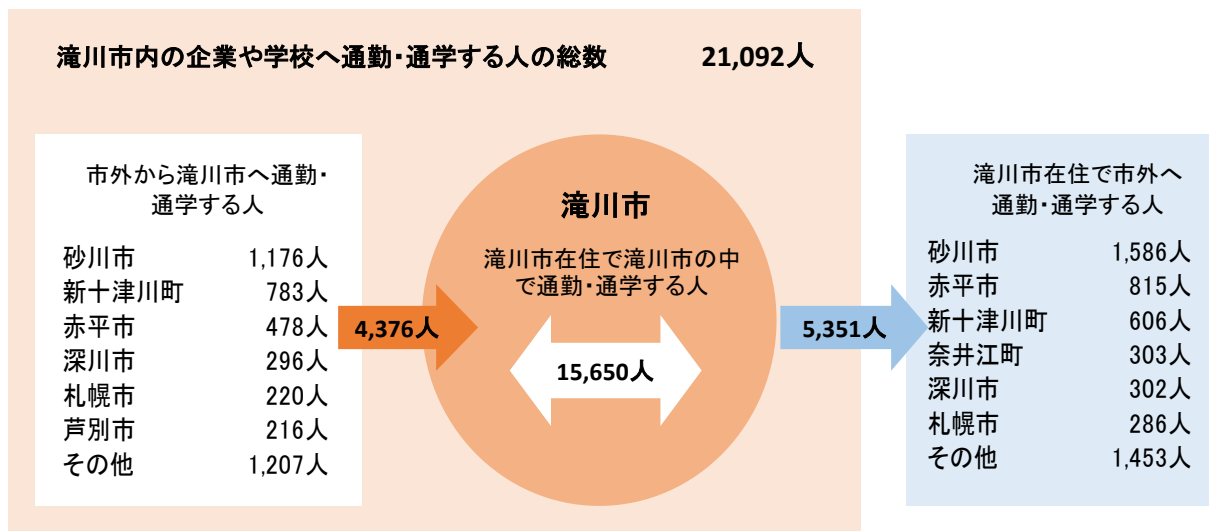 滝川市内の企業や学校へ通勤・通学する人の総数 21,092人
市外から滝川市へ通勤・
通学する人
砂川市 1,176人
新十津川町 783人
赤平市 478人
深川市 296人
札幌市 220人
芦別市 216人
その他 1,207人
4,376人
滝川市
滝川市在住で滝川市の中
で通勤・通学する人
15,650人
5,351人
滝川市在住で市外へ
通勤・通学する人
砂川市 1,586人
赤平市 815人
新十津川町 606人
奈井江町 303人
深川市 302人
札幌市 286人
その他 1,453人